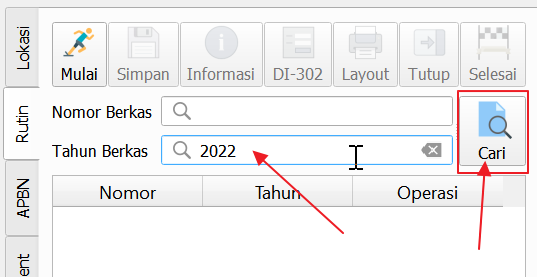 Lokasi
Rutin
APBN
ent
Mulai Simpan Informasi DI-302 Layout Tutup Selesai
Nomor Berkas
Tahun Berkas 2022
Cari
Nomor Tahun Operasi